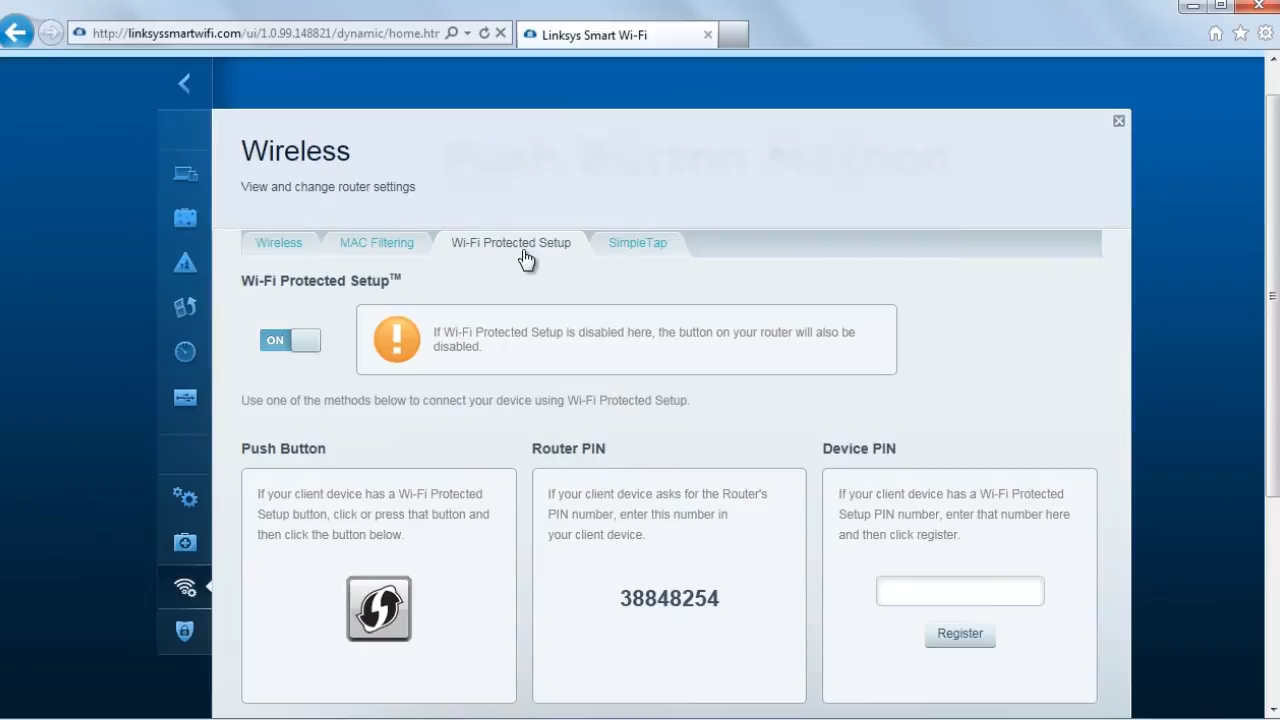 http://linksyssmartwifi.com/ui/1.0.99.148821/dynamic/home.htr
Linksys Smart Wi-Fi
Wireless
Push Button Method
View and change router settings
Wireless
MAC Filtering
Wi-Fi Protected Setup
SimpleTap
Wi-Fi Protected Setup™
ON
If Wi-Fi Protected Setup is disabled here, the button on your router will also be
disabled.
Use one of the methods below to connect your device using Wi-Fi Protected Setup.
Push Button
If your client device has a Wi-Fi Protected
Setup button, click or press that button and
then click the button below.
Router PIN
If your client device asks for the Router's
PIN number, enter this number in
your client device.
38848254
Device PIN
If your client device has a Wi-Fi Protected
Setup PIN number, enter that number here
and then click register.
Register